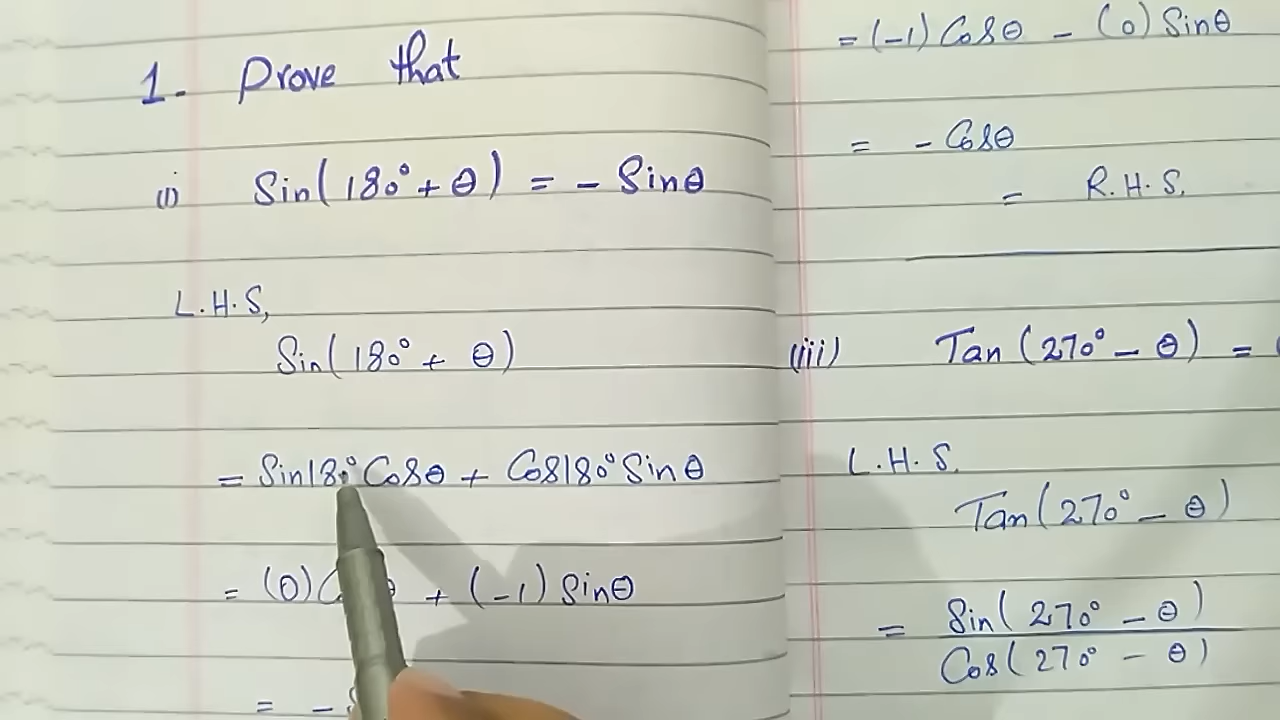 1. Prove that
(i) Sin(180° + θ) = - Sinθ
L.H.S,
Sin(180° + θ)
= Sin180° Cosθ + Cos180° Sinθ
= (0) + (-1) Sinθ
= -
= (-1) Cosθ - (0) Sinθ
= - Cosθ
= R.H.S.
(iii) Tan(270° - θ) =
L.H.S.
Tan(270° - θ)
= Sin(270° - θ)
Cos(270° - θ)